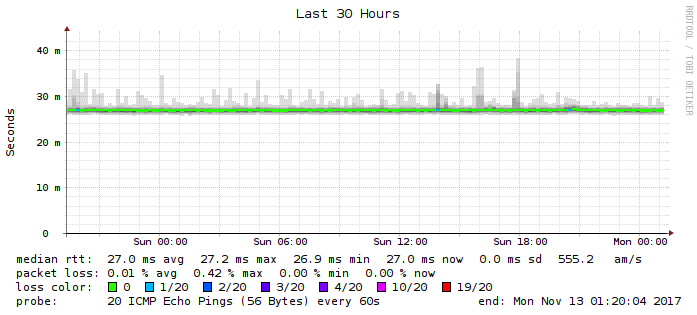 Last 30 Hours
RRDTOOL / TOBI OETIKER
Seconds
40 m
30 m
20 m
10 m
0
Sun 00:00 Sun 06:00 Sun 12:00 Sun 18:00 Mon 00:00
median rtt: 27.0 ms avg 27.2 ms max 26.9 ms min 27.0 ms now 0.0 ms sd 555.2 am/s
packet loss: 0.01 % avg 0.42 % max 0.00 % min 0.00 % now
loss color: 0 1/20 2/20 3/20 4/20 10/20 19/20
probe: 20 ICMP Echo Pings (56 Bytes) every 60s end: Mon Nov 13 01:20:04 2017